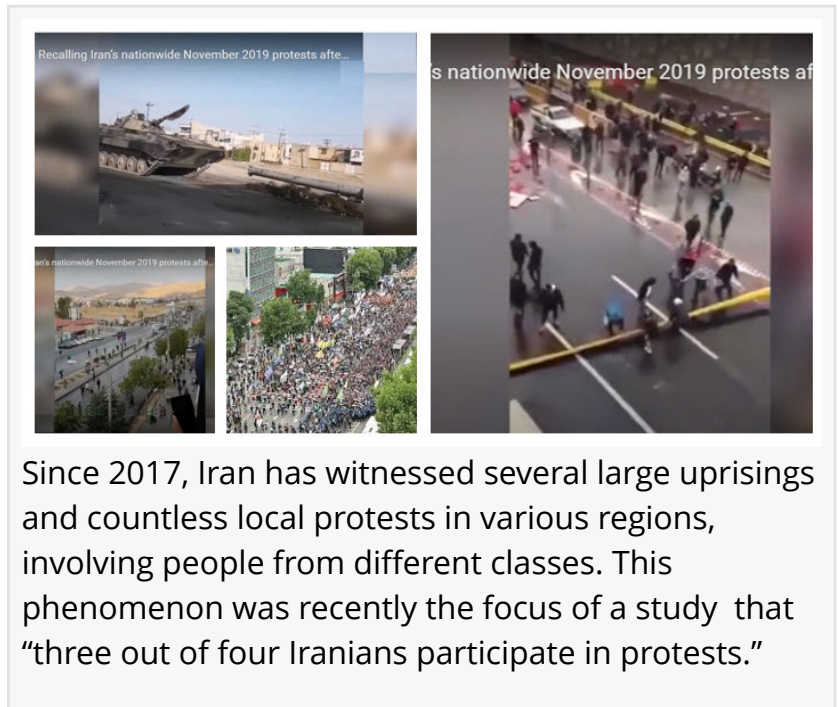 Recalling Iran's nationwide November 2019 protests afte...
's nationwide November 2019 protests af
an's nationwide November 2019 protests afte...
Since 2017, Iran has witnessed several large uprisings
and countless local protests in various regions,
involving people from different classes. This
phenomenon was recently the focus of a study that
“three out of four Iranians participate in protests.”